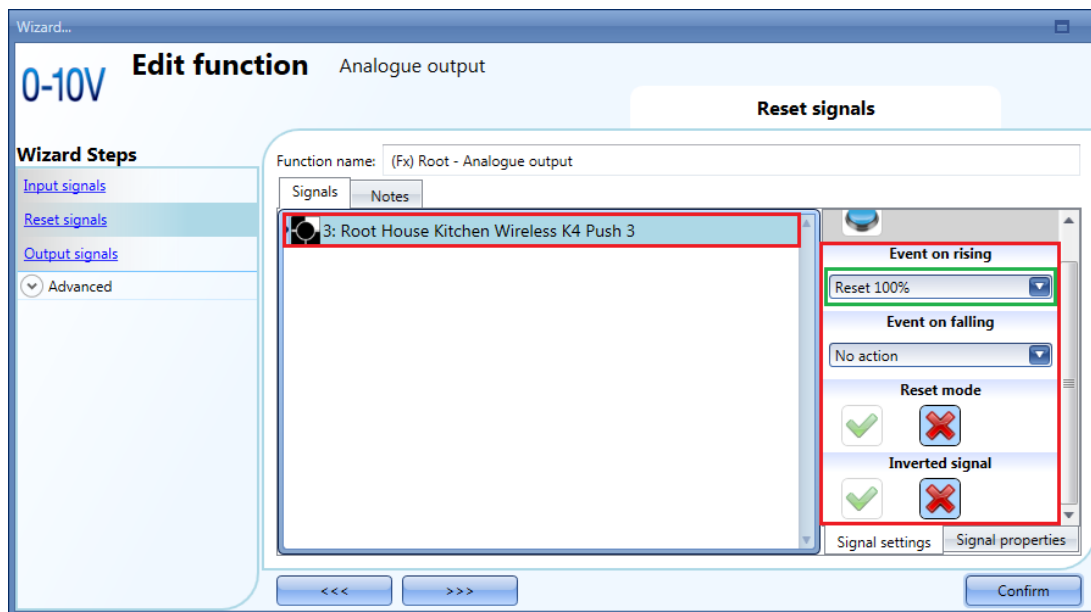 Wizard...
0-10V
Edit function Analogue output
Reset signals
Wizard Steps
Input signals
Reset signals
Output signals
Advanced
Function name: (Fx) Root - Analogue output
Signals Notes
3: Root House Kitchen Wireless K4 Push 3
Event on rising
Reset 100%
Event on falling
No action
Reset mode
Inverted signal
Signal settings Signal properties
<<< >>> Confirm